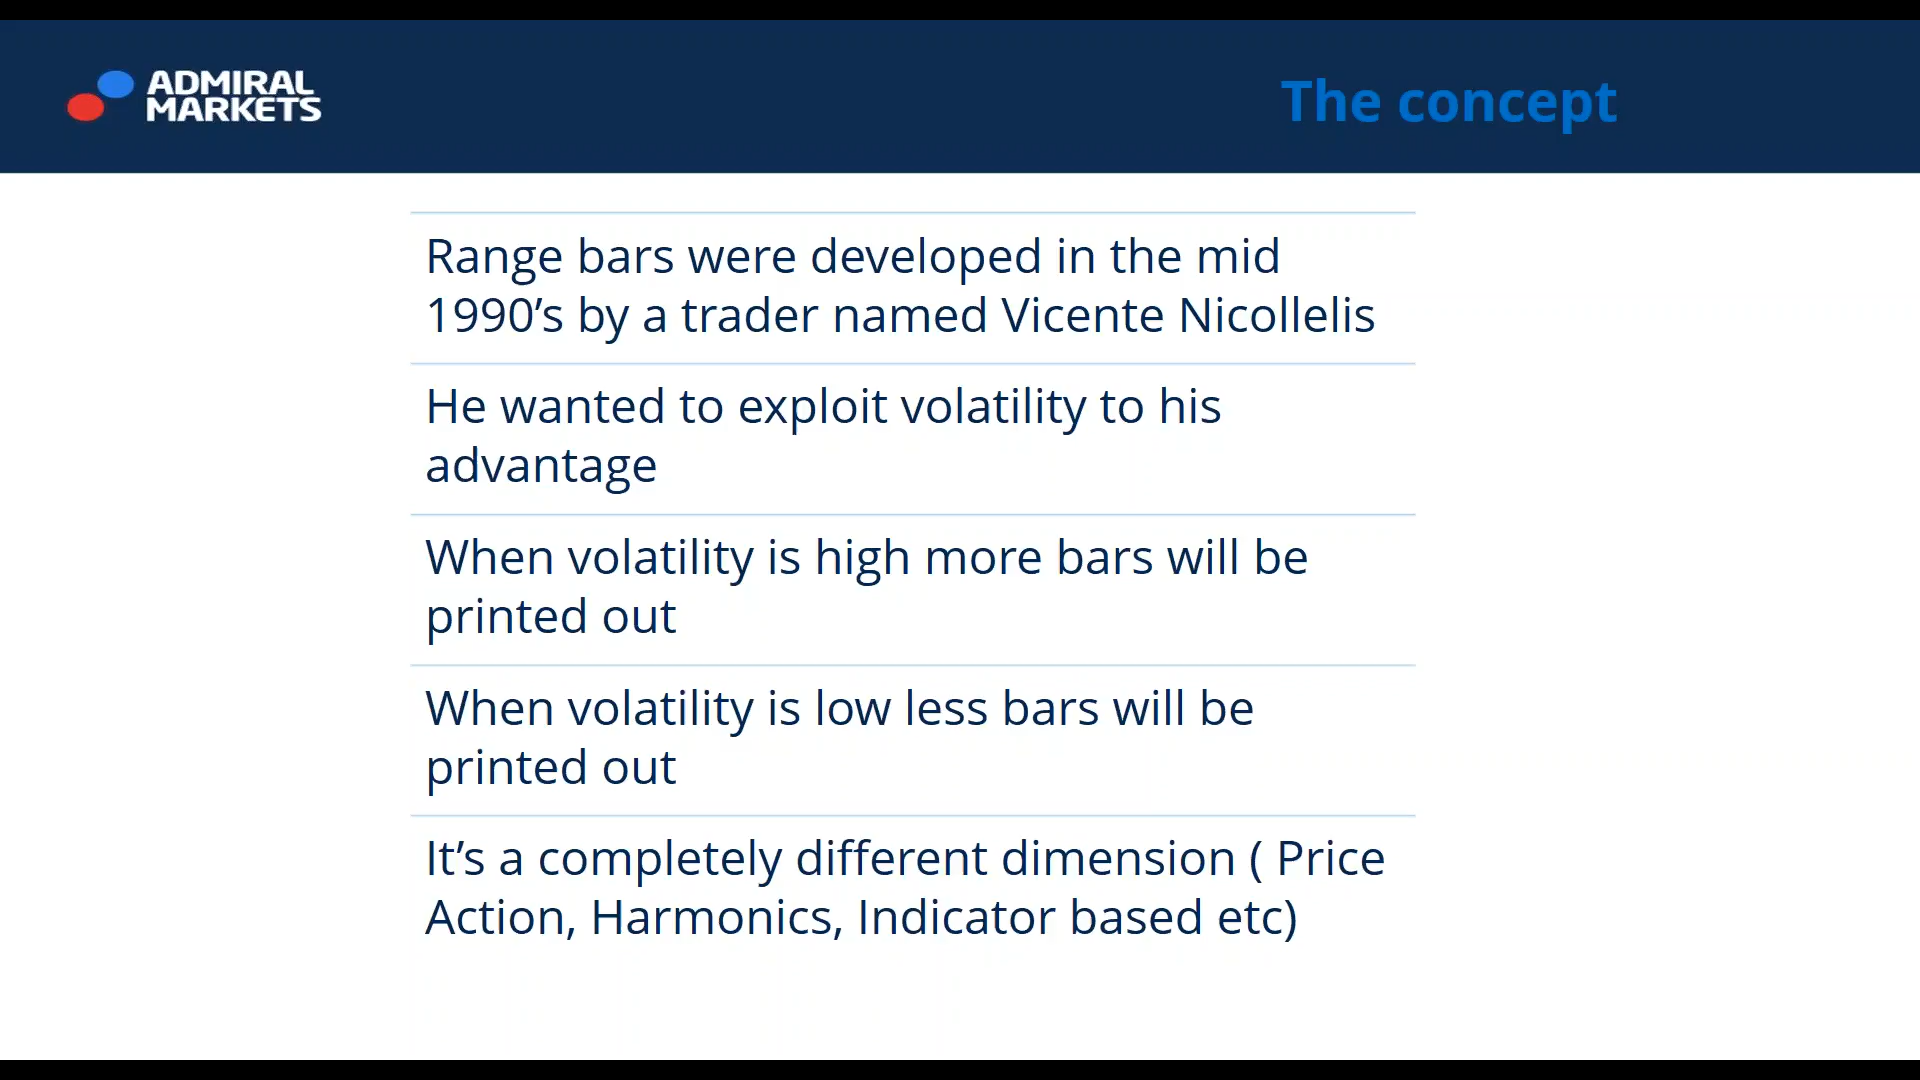 ADMIRAL
MARKETS
The concept
Range bars were developed in the mid
1990’s by a trader named Vicente Nicollelis
He wanted to exploit volatility to his
advantage
When volatility is high more bars will be
printed out
When volatility is low less bars will be
printed out
It’s a completely different dimension ( Price
Action, Harmonics, Indicator based etc)